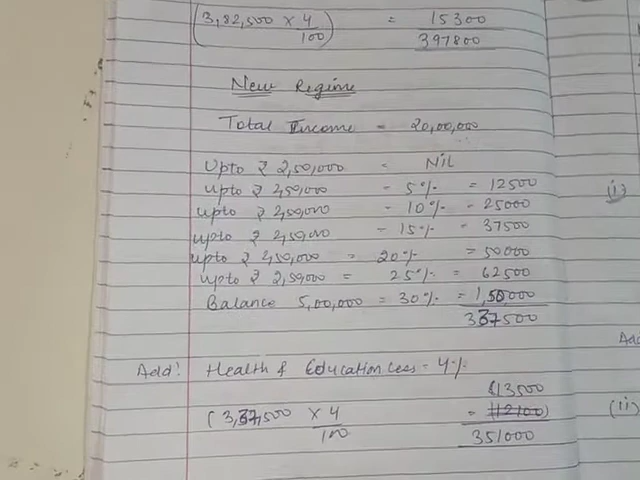 (3,82,500 × 4/100) = 15300
397800
New Regime
Total Income = 20,00,000
Upto ₹ 2,50,000 = Nil
upto ₹ 2,50,000 - 5% = 12500
upto ₹ 2,50,000 - 10% - 25000
upto ₹ 2,50,000 - 15% - 37500
upto ₹ 2,50,000 = 20% = 50000
upto ₹ 2,50,000 = 25% = 62500
Balance 5,00,000 = 30% = 1,50,000
337500
Add: Health & Education Cess - 4%
13500
(3,37,500 × 4/100) =
351000
(i)
Add
(ii)